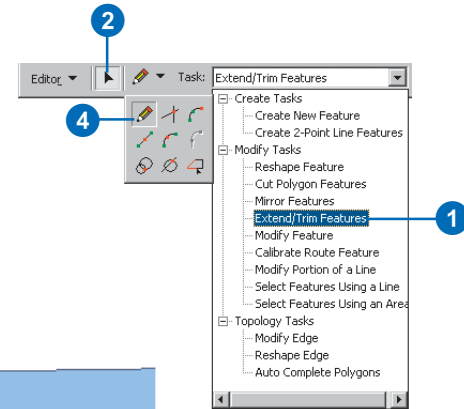 2
Editor Task: Extend/Trim Features
4
Create Tasks
Create New Feature
Create 2-Point Line Features
Modify Tasks
Reshape Feature
Cut Polygon Features
Mirror Features
Extend/Trim Features
1
Modify Feature
Calibrate Route Feature
Modify Portion of a Line
Select Features Using a Line
Select Features Using an Area
Topology Tasks
Modify Edge
Reshape Edge
Auto Complete Polygons